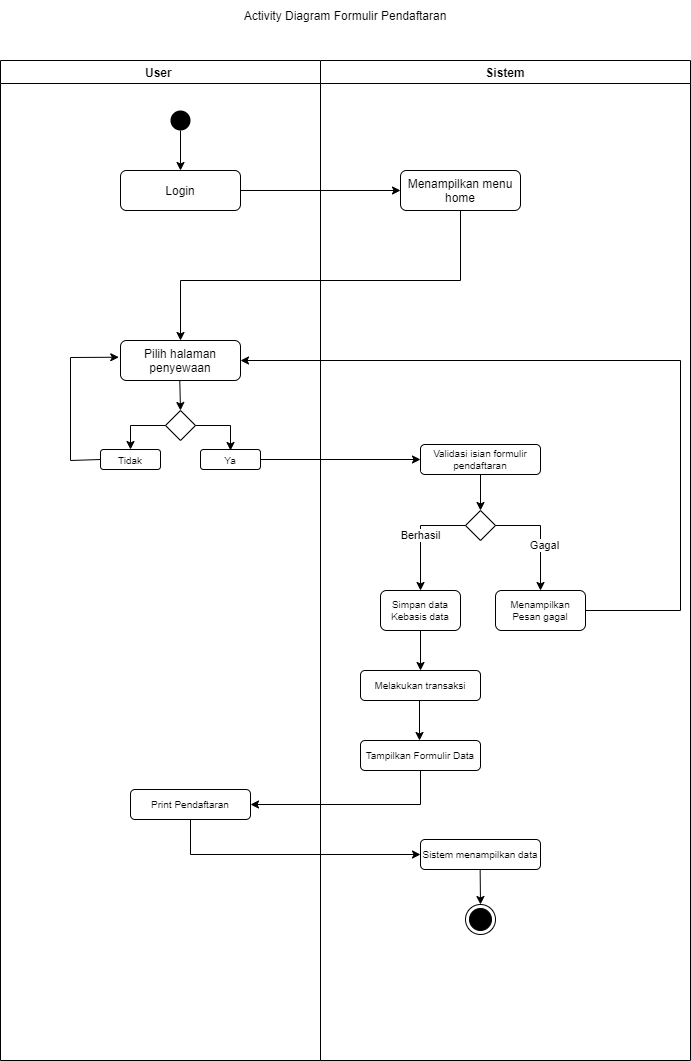 Activity Diagram Formulir Pendaftaran
User
Sistem
Login
Menampilkan menu
home
Pilih halaman
penyewaan
Tidak
Ya
Validasi isian formulir
pendaftaran
Berhasil
Gagal
Simpan data
Kebasis data
Menampilkan
Pesan gagal
Melakukan transaksi
Tampilkan Formulir Data
Print Pendaftaran
Sistem menampilkan data